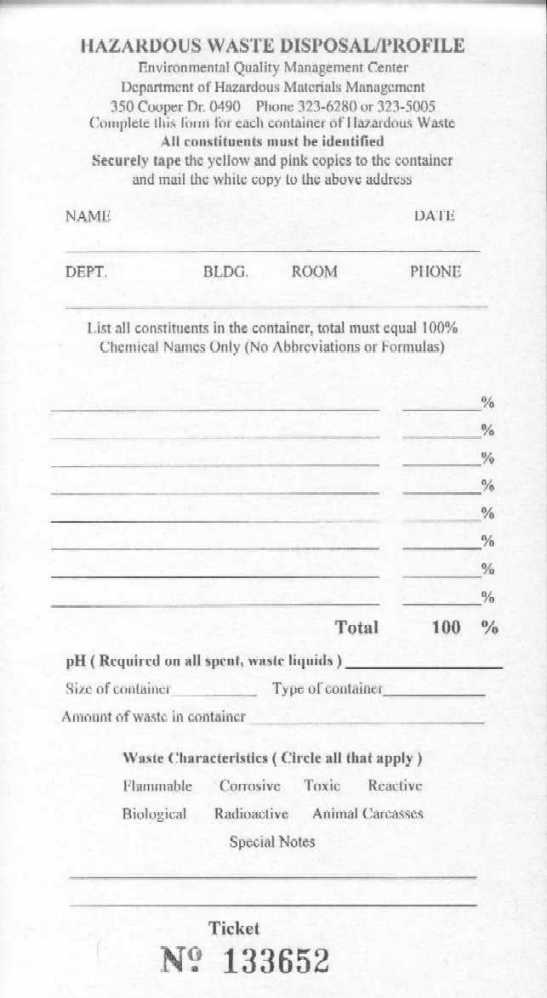 HAZARDOUS WASTE DISPOSAL/PROFILE
Environmental Quality Management Center
Department of Hazardous Materials Management
350 Cooper Dr. 0490 Phone 323-6280 or 323-5005
Complete this form for each container of Hazardous Waste
All constituents must be identified
Securely tape the yellow and pink copies to the container
and mail the white copy to the above address
NAME DATE
DEPT. BLDG. ROOM PHONE
List all constituents in the container, total must equal 100%
Chemical Names Only (No Abbreviations or Formulas)
%
%
%
%
%
%
%
%
Total 100 %
pH ( Required on all spent, waste liquids )
Size of container Type of container
Amount of waste in container
Waste Characteristics ( Circle all that apply )
Flammable Corrosive Toxic Reactive
Biological Radioactive Animal Carcasses
Special Notes
Ticket
Nº 133652